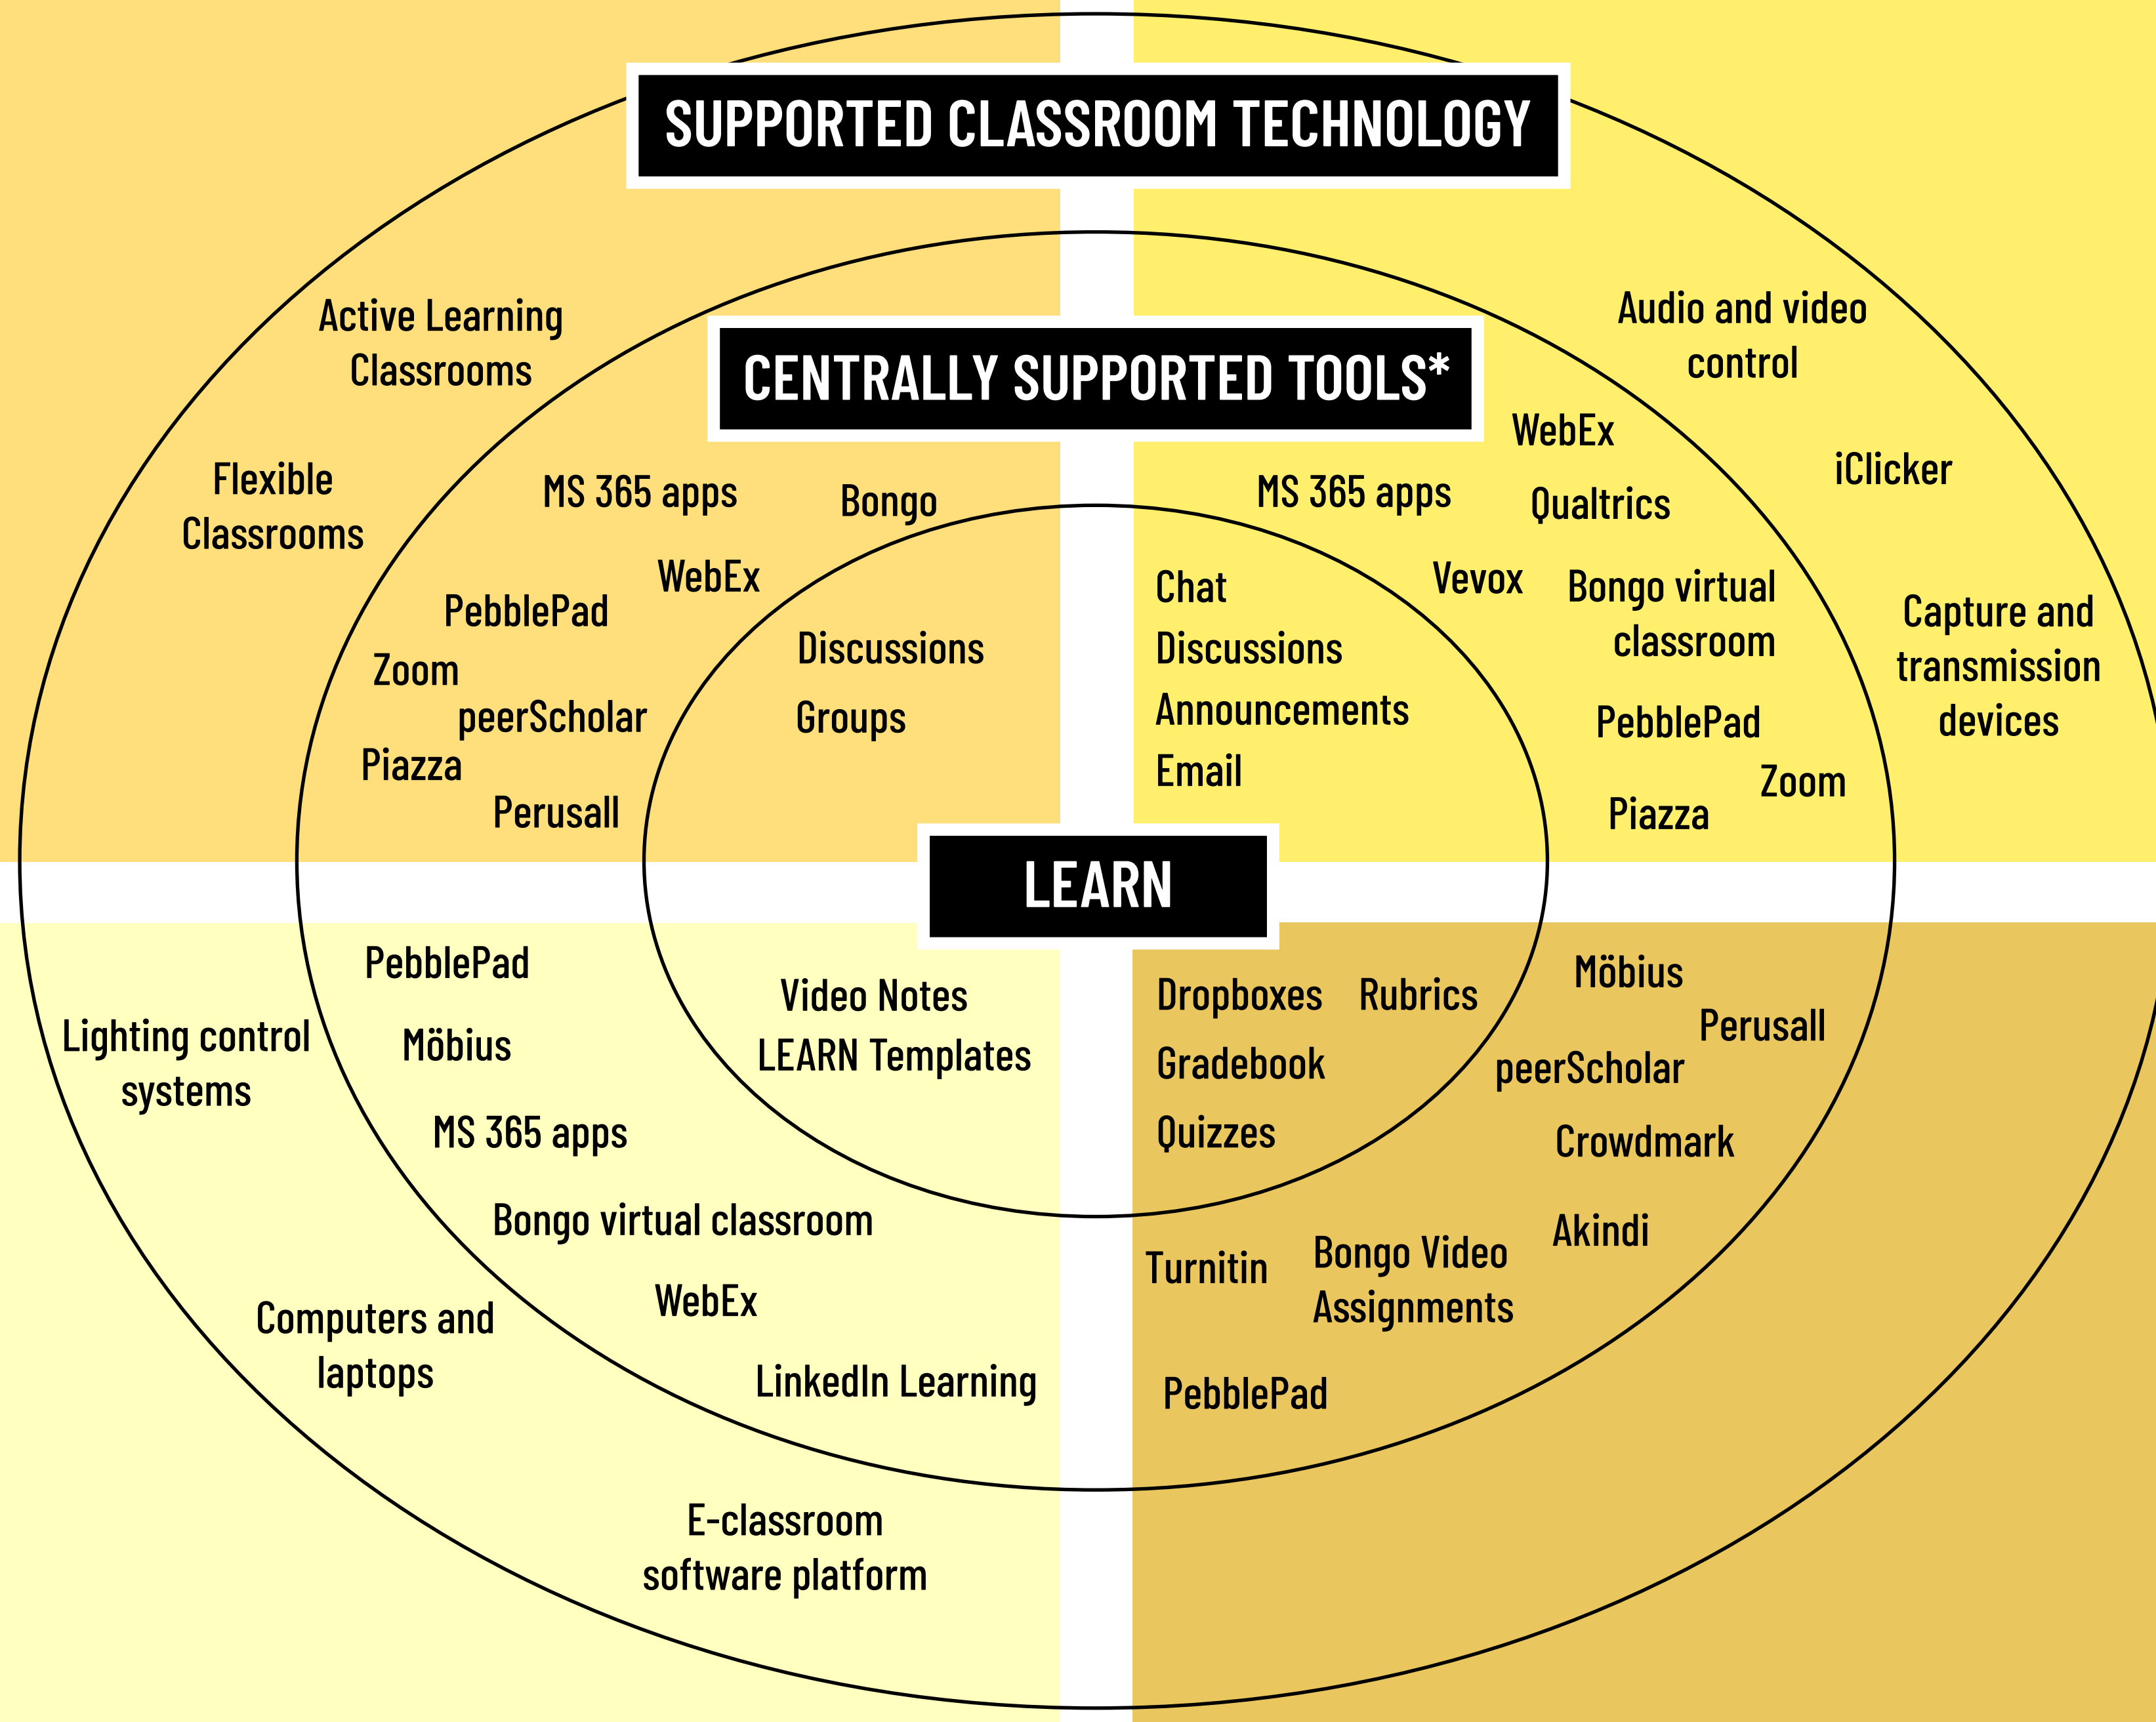 SUPPORTED CLASSROOM TECHNOLOGY
CENTRALLY SUPPORTED TOOLS*
LEARN
Active Learning
Classrooms
Flexible
Classrooms
MS 365 apps
Bongo
WebEx
PebblePad
Zoom
peerScholar
Piazza
Perusall
Discussions
Groups
Audio and video
control
iClicker
Capture and
transmission
devices
WebEx
MS 365 apps
Qualtrics
Vevox
Bongo virtual
classroom
PebblePad
Zoom
Piazza
Chat
Discussions
Announcements
Email
Lighting control
systems
Computers and
laptops
E-classroom
software platform
PebblePad
Möbius
MS 365 apps
Bongo virtual classroom
WebEx
LinkedIn Learning
Video Notes
LEARN Templates
Dropboxes
Rubrics
Gradebook
Quizzes
Möbius
Perusall
peerScholar
Crowdmark
Akindi
Turnitin
Bongo Video
Assignments
PebblePad